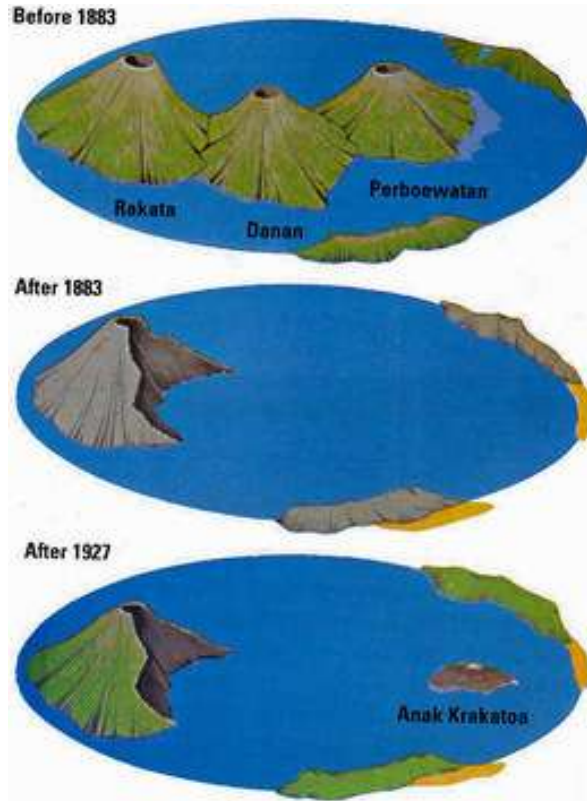 Before 1883
Rakata
Danan
Perboewatan
After 1883
After 1927
Anak Krakatoa